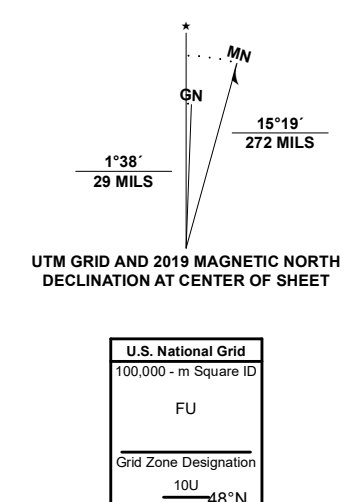 ★
MN
GN
15°19´
272 MILS
1°38´
29 MILS
UTM GRID AND 2019 MAGNETIC NORTH
DECLINATION AT CENTER OF SHEET
U.S. National Grid
100,000 - m Square ID
FU
Grid Zone Designation
10U
48°N